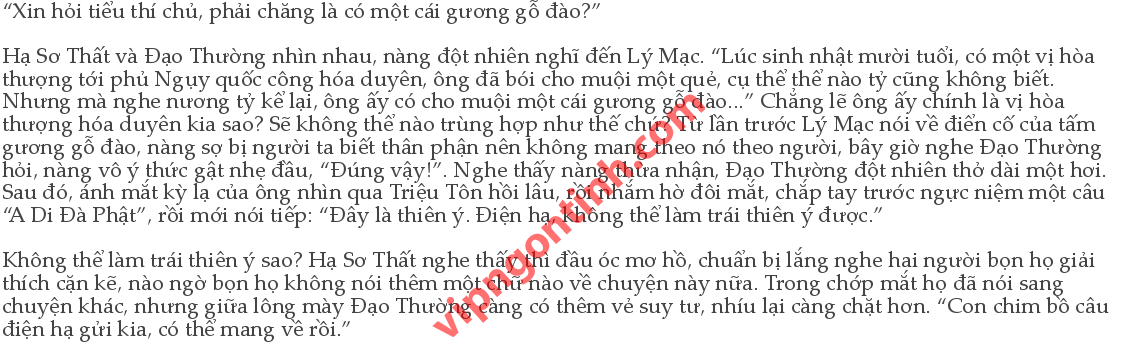 “Xin hỏi tiểu thí chủ, phải chăng là có một cái gương gỗ đào?”
Hạ Sơ Thất và Đạo Thường nhìn nhau, nàng đột nhiên nghĩ đến Lý Mạc. “Lúc sinh nhật mười tuổi, có một vị hòa
thượng tới phủ Ngụy quốc công hóa duyên, ông đã bói cho muội một quẻ, cụ thể thế nào tỷ cũng không biết.
Nhưng mà nghe nương tỷ kể lại, ông ấy có cho muội một cái gương gỗ đào...” Chẳng lẽ ông ấy chính là vị hòa
thượng hóa duyên kia sao? Sẽ không thể nào trùng hợp như thế chứ? Từ lần trước Lý Mạc nói về điển cố của tấm
gương gỗ đào, nàng sợ bị người ta biết thân phận nên không mang theo nó theo người, bây giờ nghe Đạo Thường
hỏi, nàng vô ý thức gật nhẹ đầu, “Đúng vậy!”. Nghe thấy nàng thừa nhận, Đạo Thường đột nhiên thở dài một hơi.
Sau đó, ánh mắt kỳ lạ của ông nhìn qua Triệu Tôn hồi lâu, rồi nhắm hờ đôi mắt, chắp tay trước ngực niệm một câu
“A Di Đà Phật”, rồi mới nói tiếp: “Đây là thiên ý. Điện hạ, không thể làm trái thiên ý được.”
Không thể làm trái thiên ý sao? Hạ Sơ Thất nghe thấy thì đầu óc mơ hồ, chuẩn bị lắng nghe hai người bọn họ giải
thích cặn kẽ, nào ngờ bọn họ không nói thêm một chữ nào về chuyện này nữa. Trong chớp mắt họ đã nói sang
chuyện khác, nhưng giữa lông mày Đạo Thường càng có thêm vẻ suy tư, nhíu lại càng chặt hơn. “Con chim bồ câu
điện hạ gửi kia, có thể mang về rồi.”
vipngontinh.com